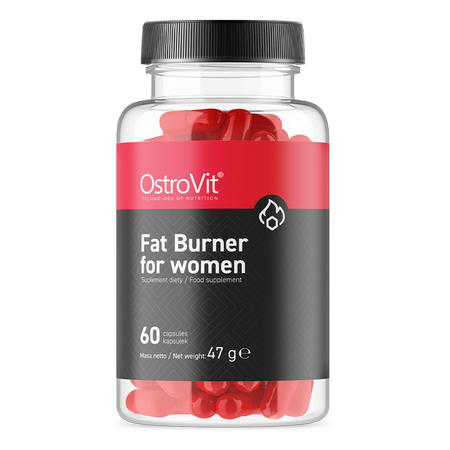 OstroVit®
TECHNOLOGY OF NUTRITION
Fat Burner
for women
Suplement diety / Food supplement
60 capsules
kapsułek
Masa netto / Net weight: 47 g ℮